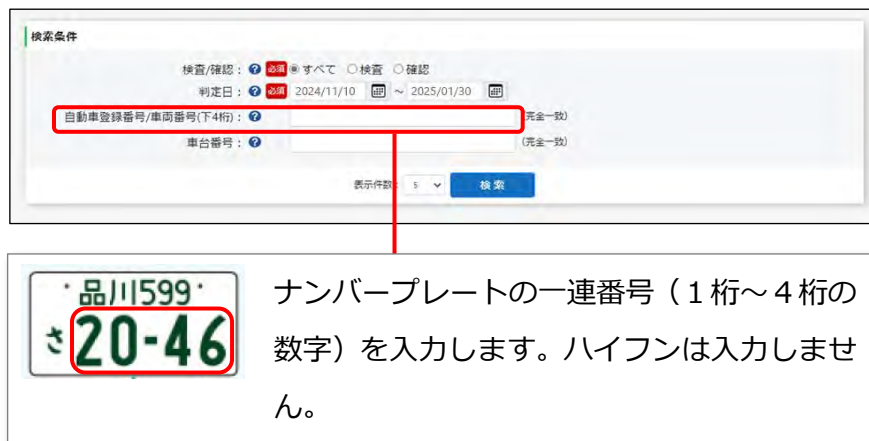 検索条件
検査/確認： ? 必須 すべて 検査 確認
判定日： ? 必須 2024/11/10 ～ 2025/01/30
自動車登録番号/車両番号(下4桁)： ? (完全一致)
車台番号： ? (完全一致)
表示件数： 5 検索
品川599
さ 20-46
ナンバープレートの一連番号（１桁～４桁の
数字）を入力します。ハイフンは入力しませ
ん。